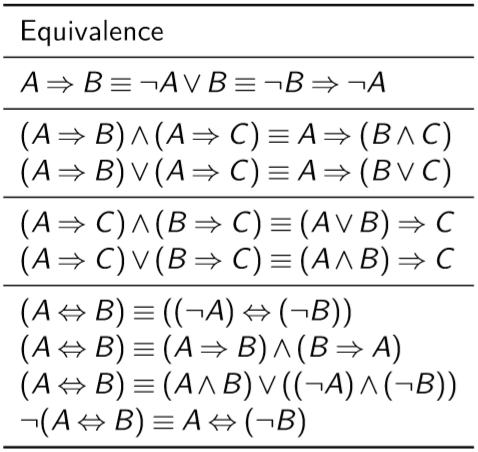 Equivalence
A ⇒ B ≡ ¬A ∨ B ≡ ¬B ⇒ ¬A
(A ⇒ B) ∧ (A ⇒ C) ≡ A ⇒ (B ∧ C)
(A ⇒ B) ∨ (A ⇒ C) ≡ A ⇒ (B ∨ C)
(A ⇒ C) ∧ (B ⇒ C) ≡ (A ∨ B) ⇒ C
(A ⇒ C) ∨ (B ⇒ C) ≡ (A ∧ B) ⇒ C
(A ⇔ B) ≡ ((¬A) ⇔ (¬B))
(A ⇔ B) ≡ (A ⇒ B) ∧ (B ⇒ A)
(A ⇔ B) ≡ (A ∧ B) ∨ ((¬A) ∧ (¬B))
¬(A ⇔ B) ≡ A ⇔ (¬B)